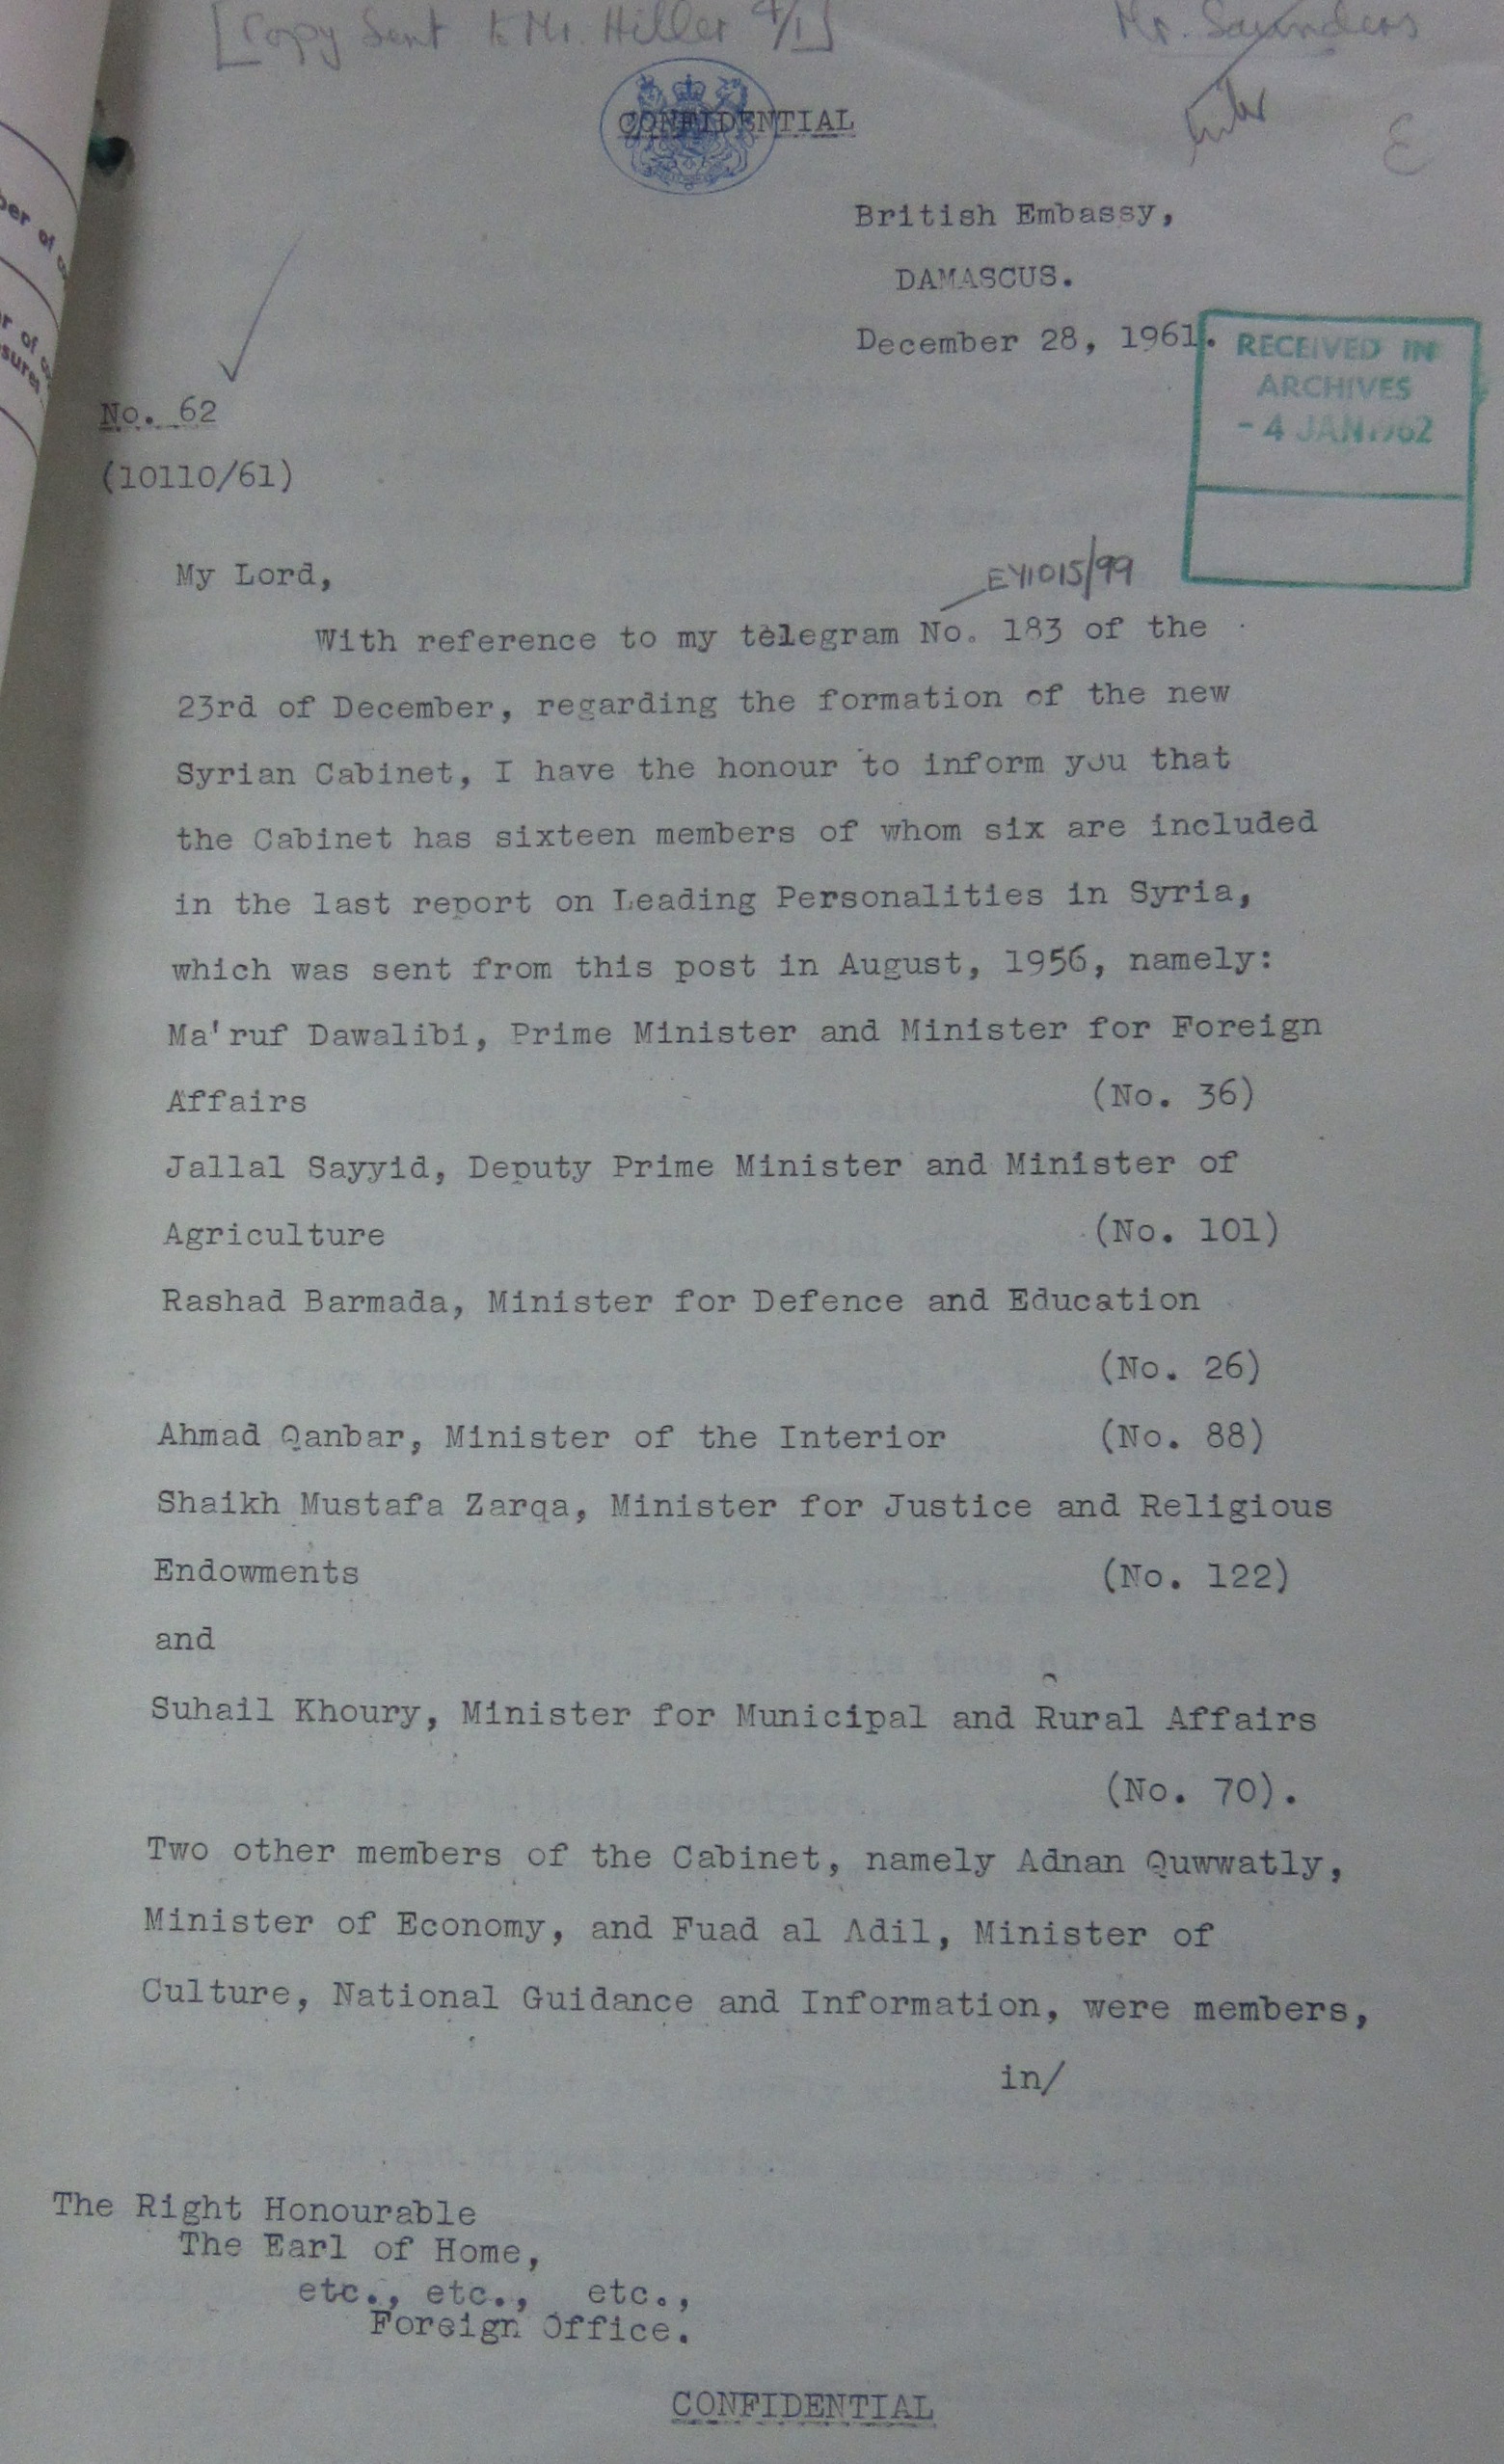 [Copy Sent to Mr. Hiller 4/1]
Mr. Saunders
CONFIDENTIAL
E
British Embassy,
DAMASCUS.
December 28, 1961.
RECEIVED IN
ARCHIVES
- 4 JAN 1962
No. 62
(10110/61)
My Lord,
EY1015/99
With reference to my telegram No. 183 of the
23rd of December, regarding the formation of the new
Syrian Cabinet, I have the honour to inform you that
the Cabinet has sixteen members of whom six are included
in the last report on Leading Personalities in Syria,
which was sent from this post in August, 1956, namely:
Ma'ruf Dawalibi, Prime Minister and Minister for Foreign
Affairs (No. 36)
Jallal Sayyid, Deputy Prime Minister and Minister of
Agriculture (No. 101)
Rashad Barmada, Minister for Defence and Education
(No. 26)
Ahmad Qanbar, Minister of the Interior (No. 88)
Shaikh Mustafa Zarqa, Minister for Justice and Religious
Endowments (No. 122)
and
Suhail Khoury, Minister for Municipal and Rural Affairs
(No. 70).
Two other members of the Cabinet, namely Adnan Quwwatly,
Minister of Economy, and Fuad al Adil, Minister of
Culture, National Guidance and Information, were members,
in/
The Right Honourable
The Earl of Home,
etc., etc., etc.,
Foreign Office.
CONFIDENTIAL